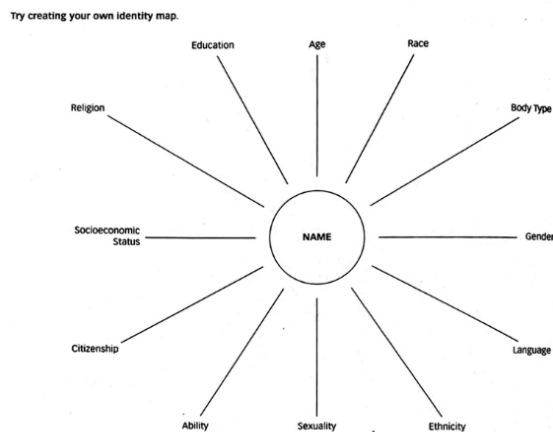 Try creating your own identity map.
Education
Age
Race
Religion
Body Type
Socioeconomic
Status
NAME
Gender
Citizenship
Language
Ability
Sexuality
Ethnicity